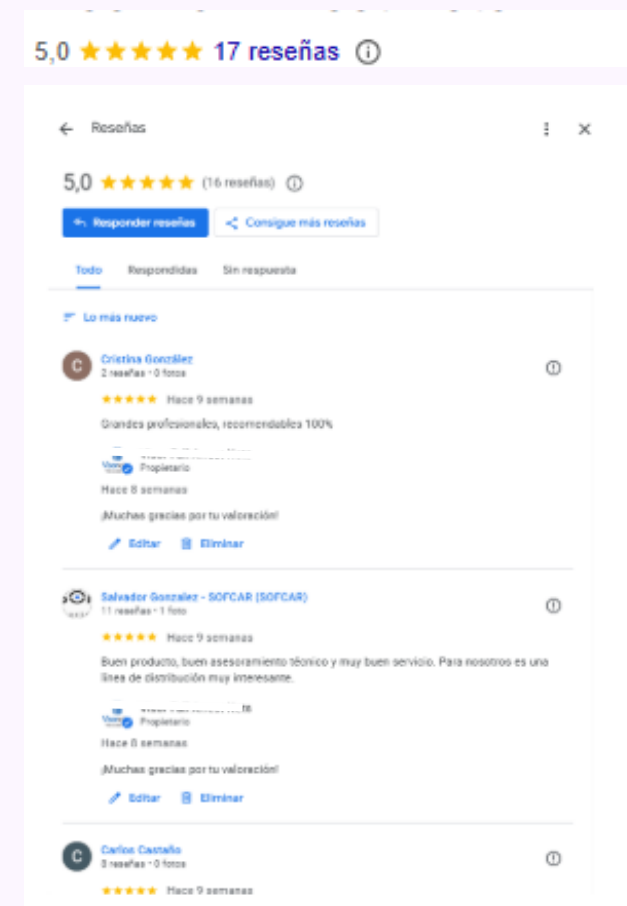 5,0 ★★★★★ 17 reseñas
Reseñas
5,0 ★★★★★ (16 reseñas)
Responder reseñas Consigue más reseñas
Todo Respondidas Sin respuesta
Lo más nuevo
C Cristina González
2 reseñas · 0 fotos
★★★★★ Hace 9 semanas
Grandes profesionales, recomendables 100%
Propietario
Hace 8 semanas
¡Muchas gracias por tu valoración!
Editar Eliminar
Salvador Gonzalez - SOFCAR (SOFCAR)
11 reseñas · 1 foto
★★★★★ Hace 9 semanas
Buen producto, buen asesoramiento técnico y muy buen servicio. Para nosotros es una
línea de distribución muy interesante.
Propietario
Hace 8 semanas
¡Muchas gracias por tu valoración!
Editar Eliminar
C Carlos Castaño
8 reseñas · 0 fotos
★★★★★ Hace 9 semanas